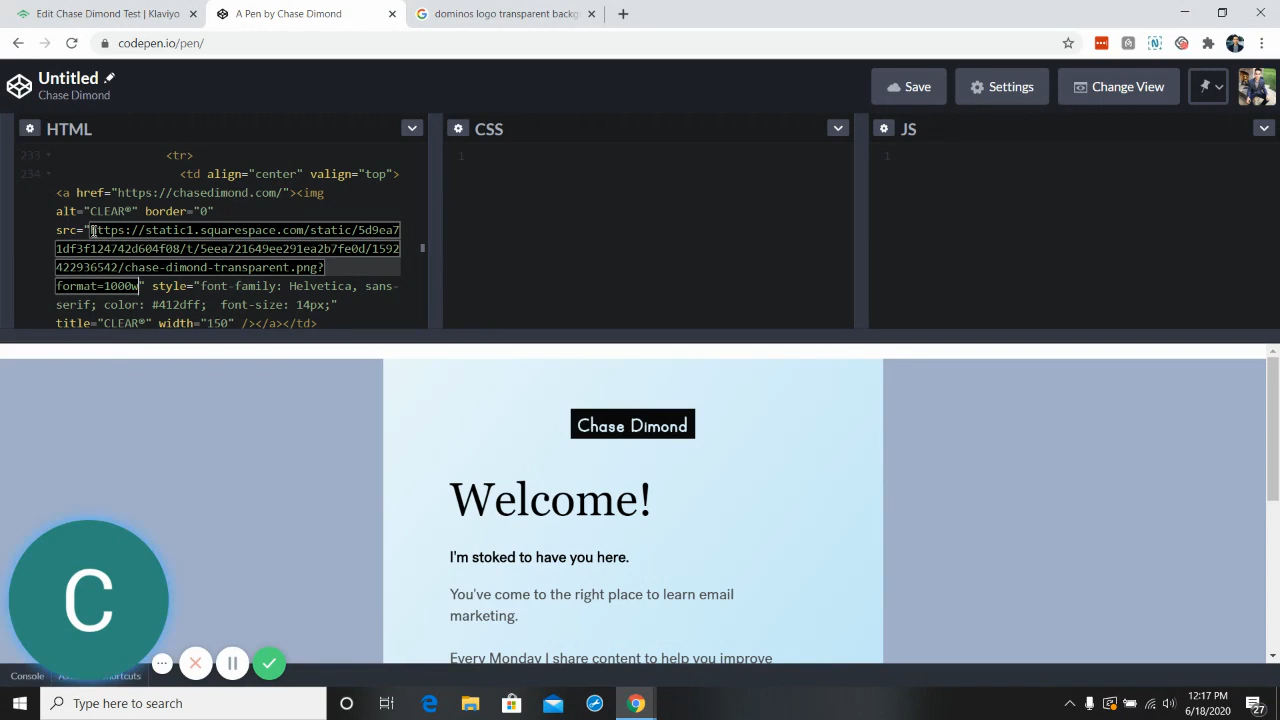 Edit Chase Dimond Test | Klaviyo
A Pen by Chase Dimond
dominos logo transparent backg
codepen.io/pen/
Untitled
Chase Dimond
Save
Settings
Change View
HTML
CSS
JS
233
<tr>
1
1
234
<td align="center" valign="top">
<a href="https://chasedimond.com/"><img
alt="CLEAR®" border="0"
src="https://static1.squarespace.com/static/5d9ea7
1df3f124742d604f08/t/5eea721649ee291ea2b7fe0d/1592
422936542/chase-dimond-transparent.png?
format=1000w" style="font-family: Helvetica, sans-
serif; color: #412dff;  font-size: 14px;"
title="CLEAR®" width="150" /></a></td>
Chase Dimond
Welcome!
I'm stoked to have you here.
You've come to the right place to learn email
marketing.
Every Monday I share content to help you improve
C
Console
Shortcuts
Type here to search
12:17 PM
6/18/2020
27